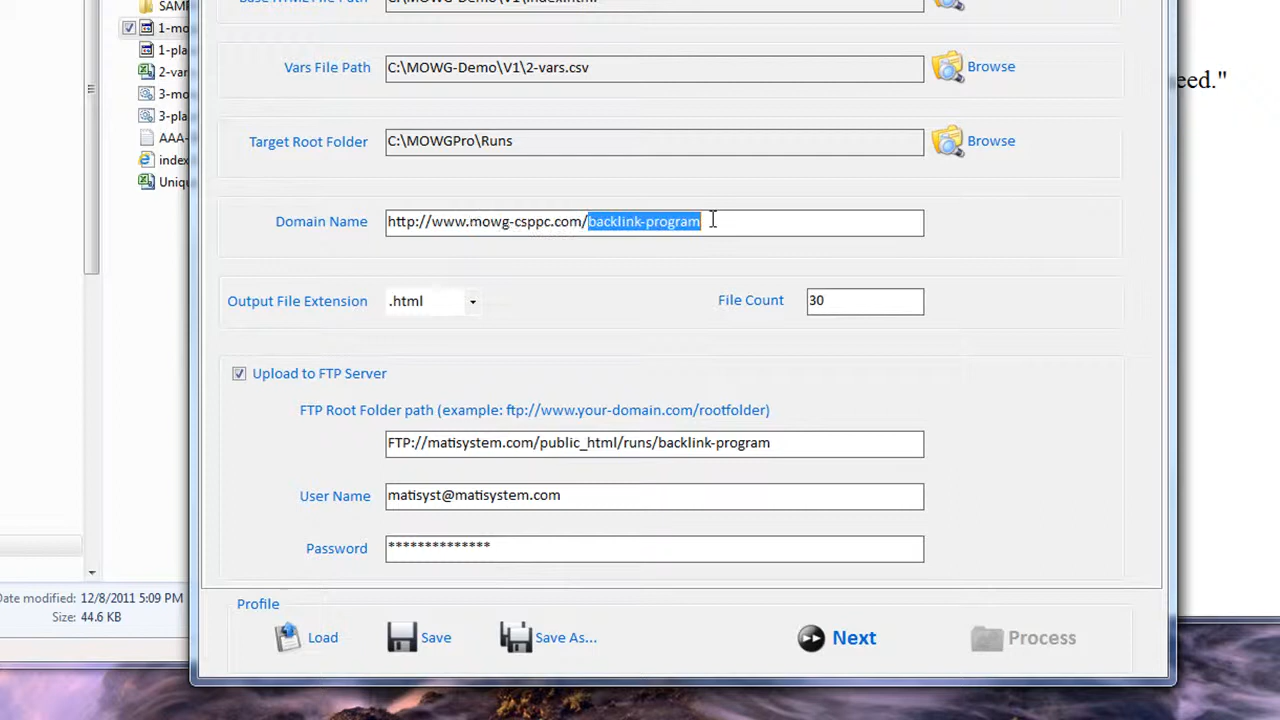 SAMP
Vars File Path C:\MOWG-Demo\V1\2-vars.csv Browse
1-mo
1-pla
2-var
3-mo
3-pla
AAA-
index
Uniqu
eed."
Target Root Folder C:\MOWGPro\Runs Browse
Domain Name http://www.mowg-csppc.com/backlink-program
Output File Extension .html File Count 30
Upload to FTP Server
FTP Root Folder path (example: ftp://www.your-domain.com/rootfolder)
FTP://matisystem.com/public_html/runs/backlink-program
User Name matisyst@matisystem.com
Password **************
Date modified: 12/8/2011 5:09 PM
Size: 44.6 KB
Profile
Load Save Save As... Next Process